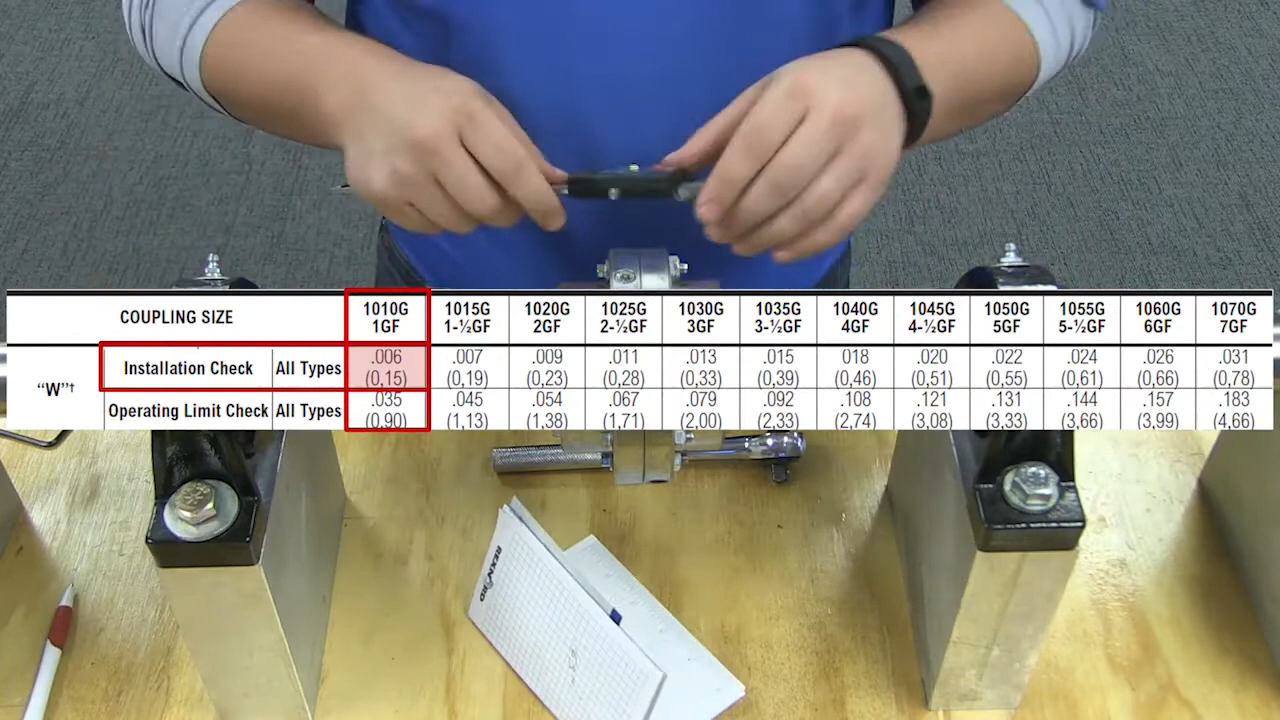 COUPLING SIZE 1010G 1015G 1020G 1025G 1030G 1035G 1040G 1045G 1050G 1055G 1060G 1070G
1GF 1-½GF 2GF 2-½GF 3GF 3-½GF 4GF 4-½GF 5GF 5-½GF 6GF 7GF
“W”†
Installation Check All Types .006 .007 .009 .011 .013 .015 018 .020 .022 .024 .026 .031
(0,15) (0,19) (0,23) (0,28) (0,33) (0,39) (0,46) (0,51) (0,55) (0,61) (0,66) (0,78)
Operating Limit Check All Types .035 .045 .054 .067 .079 .092 .108 .121 .131 .144 .157 .183
(0,90) (1,13) (1,38) (1,71) (2,00) (2,33) (2,74) (3,08) (3,33) (3,66) (3,99) (4,66)
REXNORD